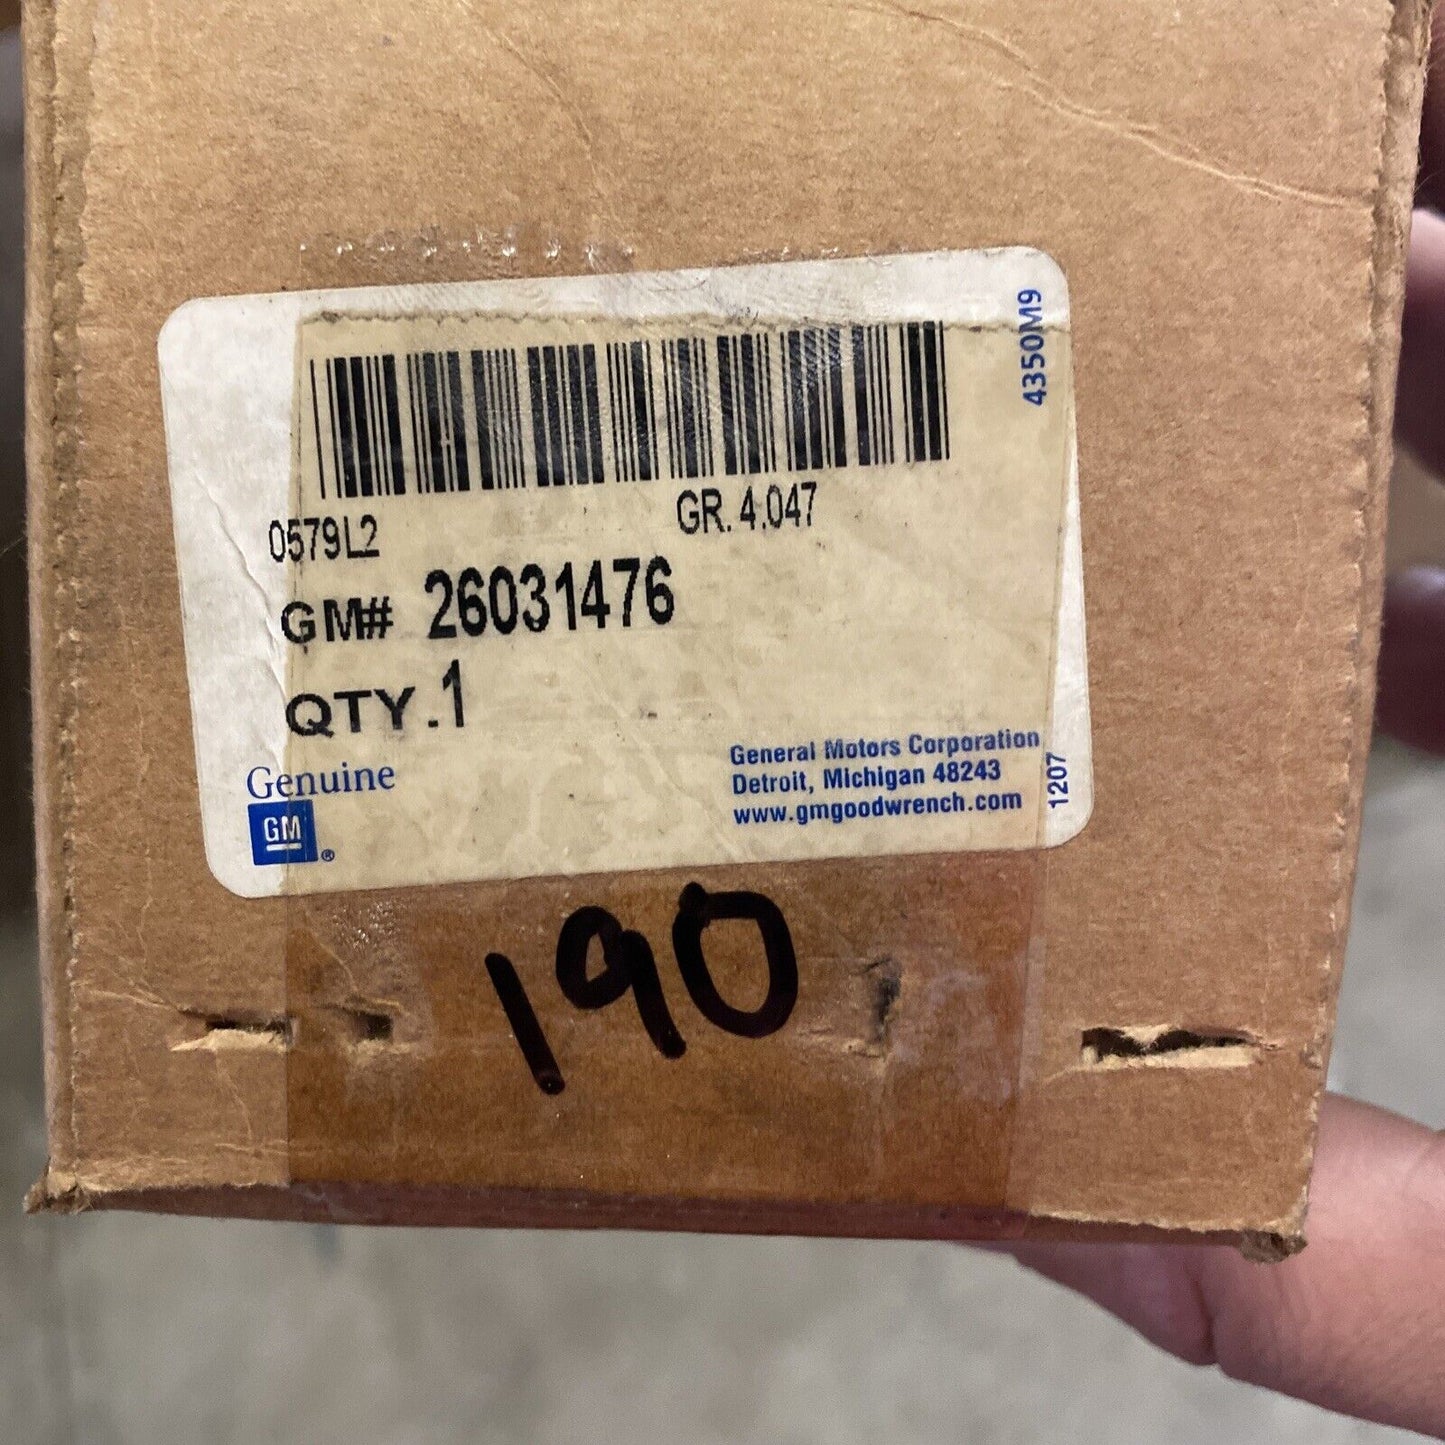 4350M9
0579L2 GR. 4.047
GM# 26031476
QTY. 1
Genuine
GM ®
General Motors Corporation
Detroit, Michigan 48243
www.gmgoodwrench.com
1207
190